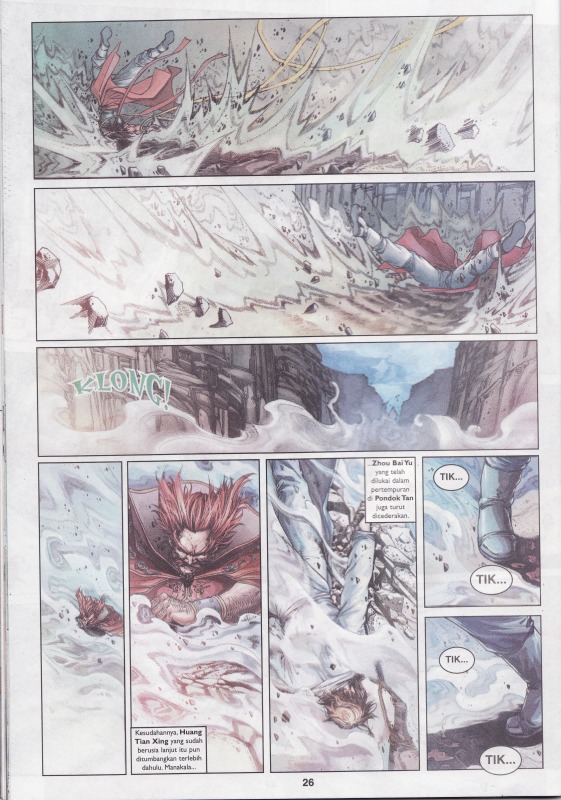 KLONG!
Kesudahannya, Huang
Tian Xing yang sudah
berusia lanjut itu pun
ditumbangkan terlebih
dahulu. Manakala...
...Zhou Bai Yu
yang telah
dilukai dalam
pertempuran
di Pondok Tan
juga turut
dicederakan.
TIK...
TIK...
TIK...
TIK...
26